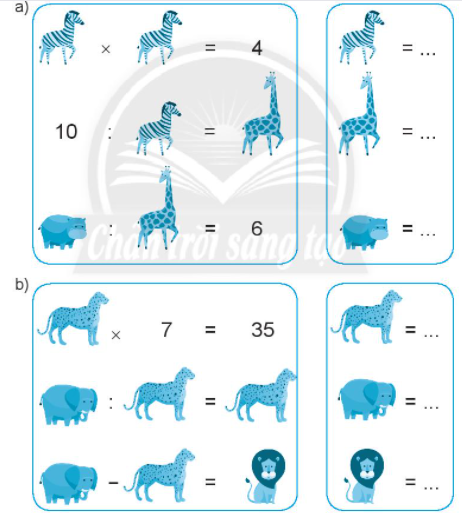 a)
× = 4 = ...
10 : = = ...
: = 6 = ...
Chân trời sáng tạo
b)
× 7 = 35 = ...
: = = ...
– = = ...